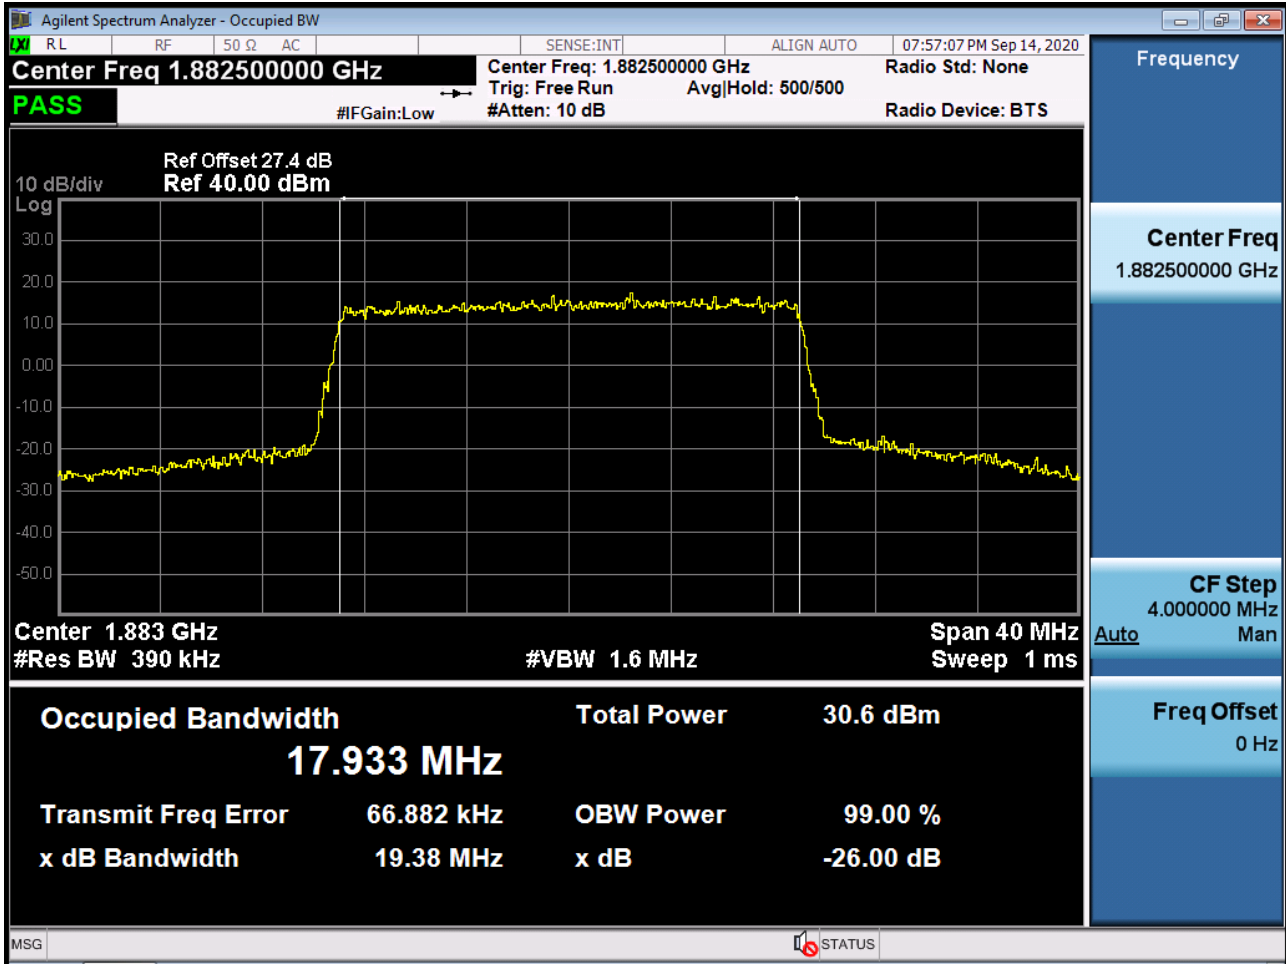 Agilent Spectrum Analyzer - Occupied BW
LXI RL RF 50 Ω AC SENSE:INT ALIGN AUTO 07:57:07 PM Sep 14, 2020
Center Freq 1.882500000 GHz
Center Freq: 1.882500000 GHz Radio Std: None
Trig: Free Run Avg|Hold: 500/500
PASS
#IFGain:Low #Atten: 10 dB Radio Device: BTS
Ref Offset 27.4 dB
10 dB/div Ref 40.00 dBm
Log
30.0
20.0
10.0
0.00
-10.0
-20.0
-30.0
-40.0
-50.0
Center 1.883 GHz Span 40 MHz
#Res BW 390 kHz #VBW 1.6 MHz Sweep 1 ms
Occupied Bandwidth Total Power 30.6 dBm
17.933 MHz
Transmit Freq Error 66.882 kHz OBW Power 99.00 %
x dB Bandwidth 19.38 MHz x dB -26.00 dB
Frequency
Center Freq
1.882500000 GHz
CF Step
4.000000 MHz
Auto Man
Freq Offset
0 Hz
MSG STATUS